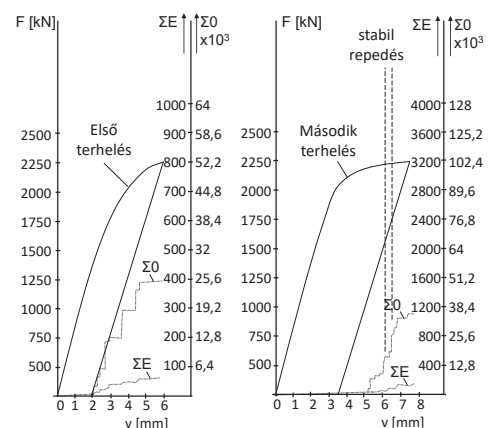 F [kN]
ΣE
Σ0
x10³
1000
64
900
58,6
800
52,2
700
44,8
600
38,4
500
32
400
25,6
300
19,2
200
12,8
100
6,4
2500
2250
2000
1750
1500
1250
1000
750
500
Első
terhelés
Σ0
ΣE
0 1 2 3 4 5 6
v [mm]
F [kN]
stabil
repedés
ΣE
Σ0
x10³
4000
128
3600
125,2
3200
102,4
2800
89,6
2400
76,8
2000
64
1600
51,2
1200
38,4
800
25,6
400
12,8
2500
2250
2000
1750
1500
1250
1000
750
500
Második
terhelés
Σ0
ΣE
0 1 2 3 4 5 6 7 8
v [mm]